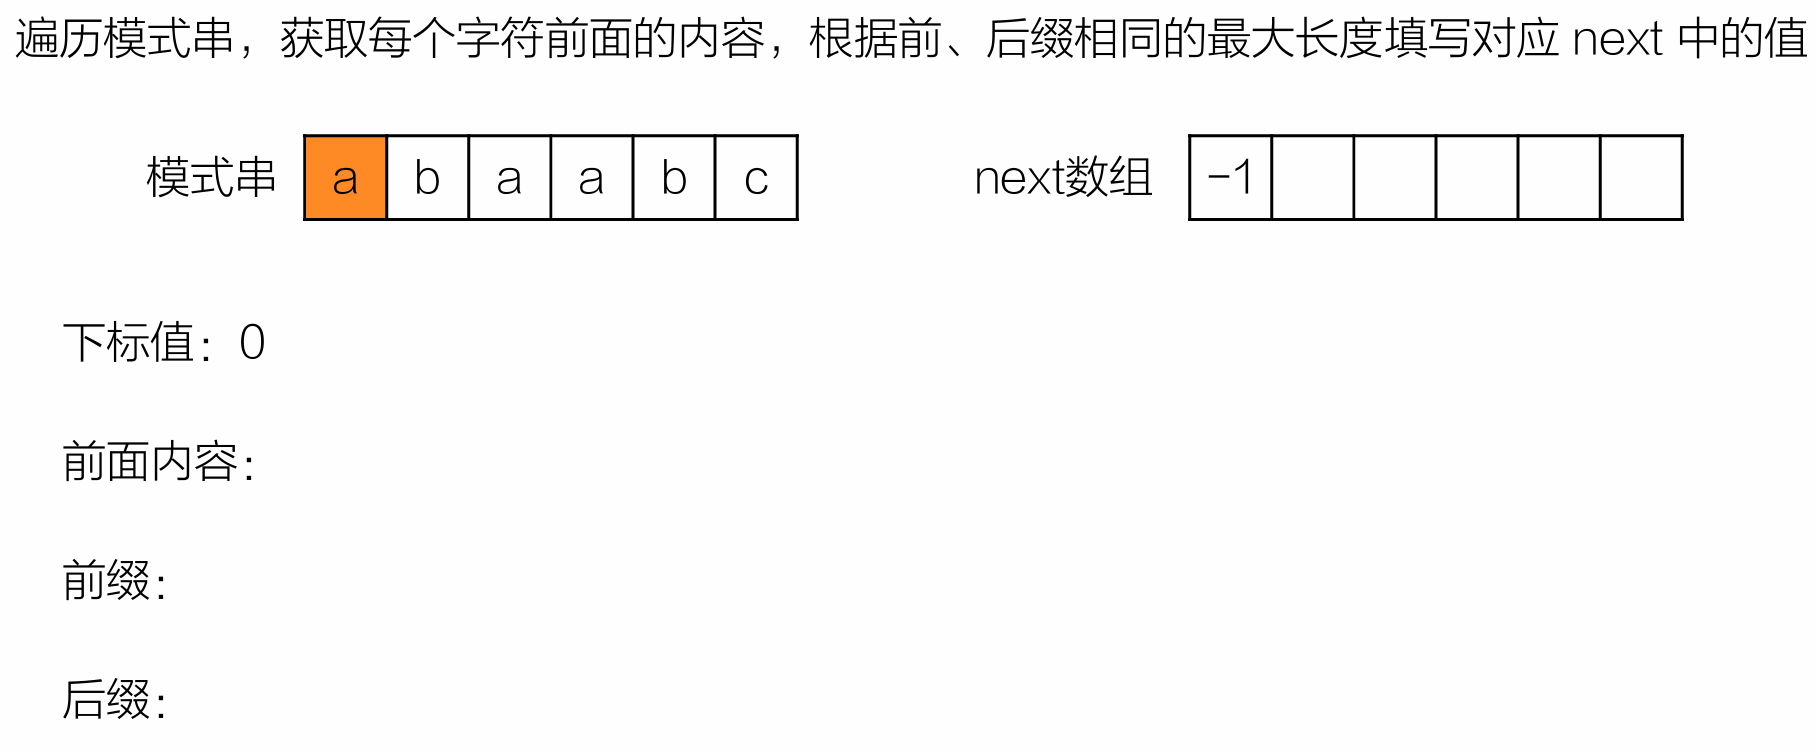 遍历模式串，获取每个字符前面的内容，根据前、后缀相同的最大长度填写对应 next 中的值
模式串 a b a a b c next数组 -1
下标值：0
前面内容：
前缀：
后缀：